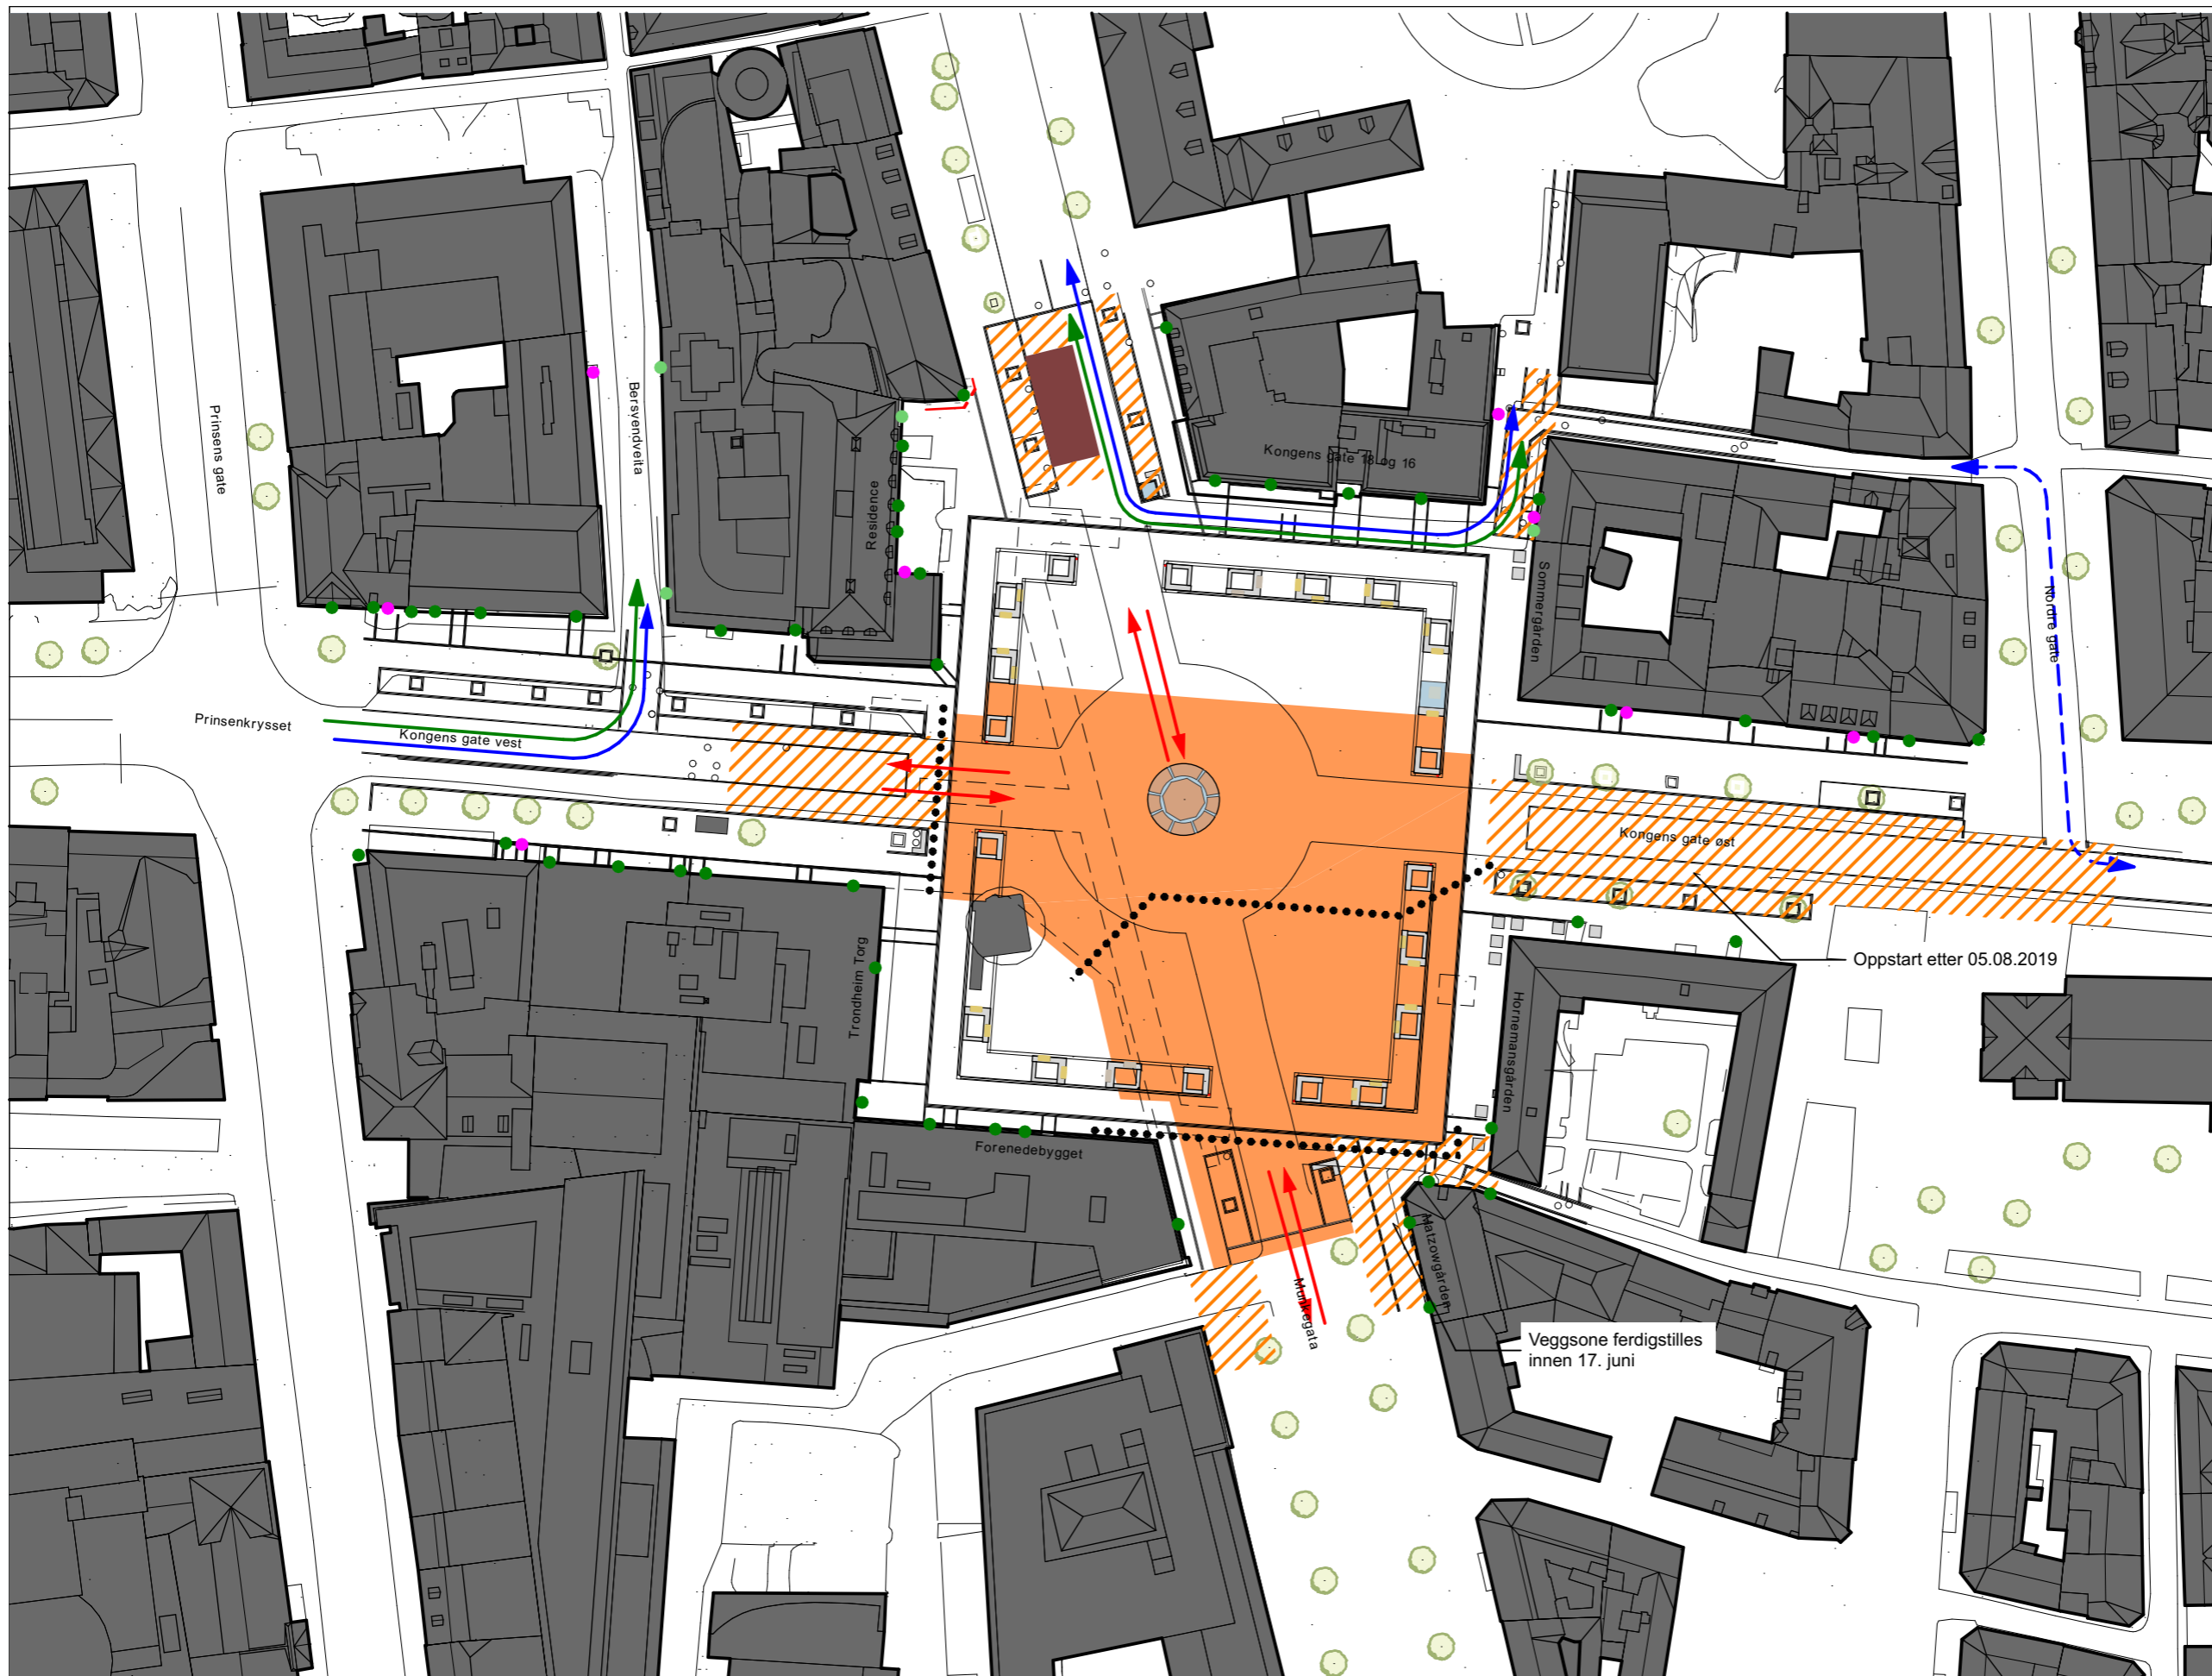 Prinsens gate
Bersvendveita
Residence
Kongens gate 18 og 16
Sommergården
Nordre gate
Prinsenkrysset
Kongens gate vest
Kongens gate øst
Oppstart etter 05.08.2019
Trondheim Torg
Hornemansgården
Forenedebygget
Matzowgården
Munkegata
Veggsone ferdigstilles
innen 17. juni